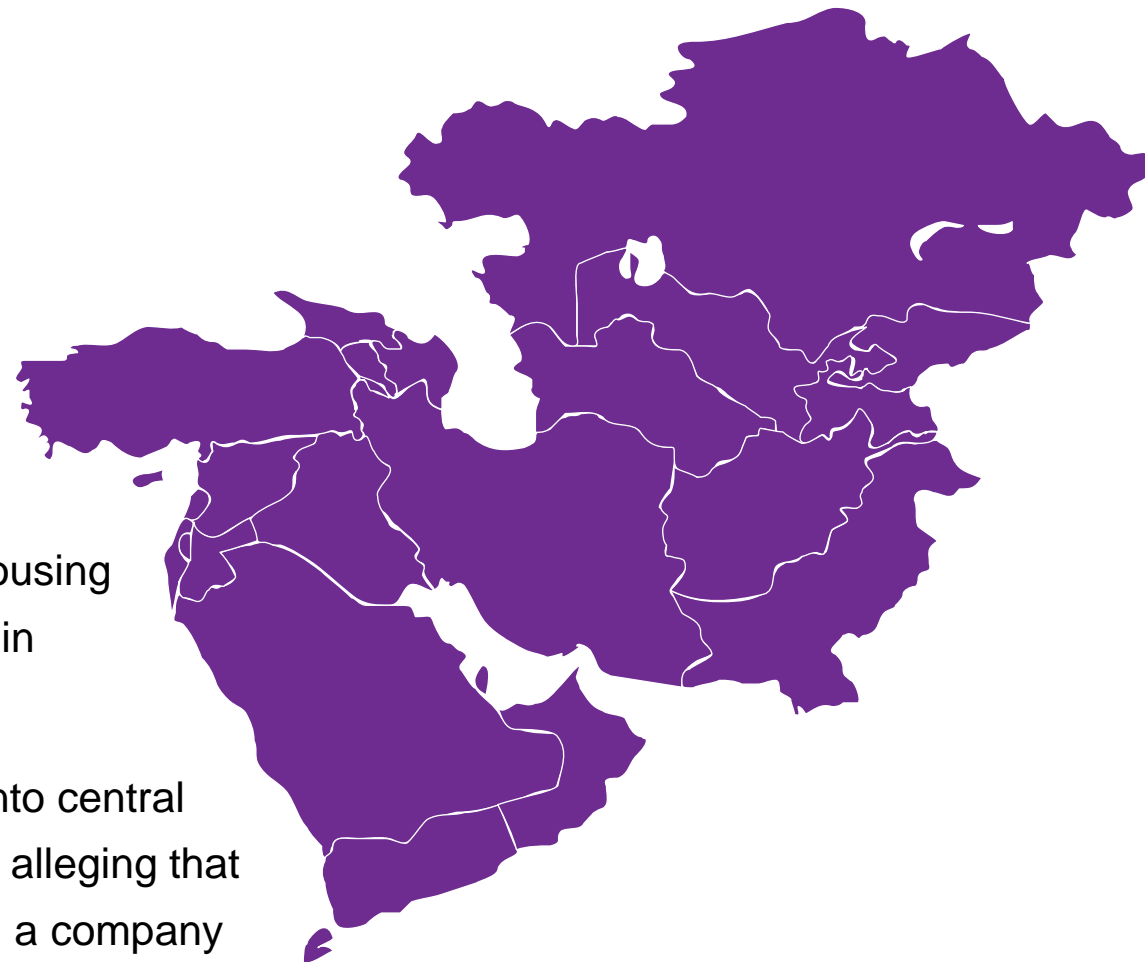 ousing
in
nto central
alleging that
a company